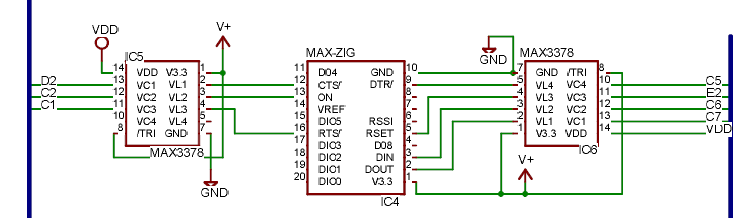 VDD
V+
IC5
MAX-ZIG
MAX3378
GND
14 VDD V3.3 1
D2 13 VC1 VL1 2
C2 12 VC2 VL2 3
C1 11 VC3 VL3 4
10 VC4 VL4 5
8 /TRI GND 7
MAX3378
GND
11 D04 GND 10
12 CTS/ DTR/ 9
13 ON 8
14 VREF 7
15 DIO5 RSSI 6
16 RTS/ RSET 5
17 DIO3 D08 4
18 DIO2 DIN 3
19 DIO1 DOUT 2
20 DIO0 V3.3 1
IC4
7 GND /TRI 8
5 VL4 VC4 10 C5
4 VL3 VC3 11 E2
3 VL2 VC2 12 C6
2 VL1 VC1 13 C7
1 V3.3 VDD 14 VDD
IC6
V+